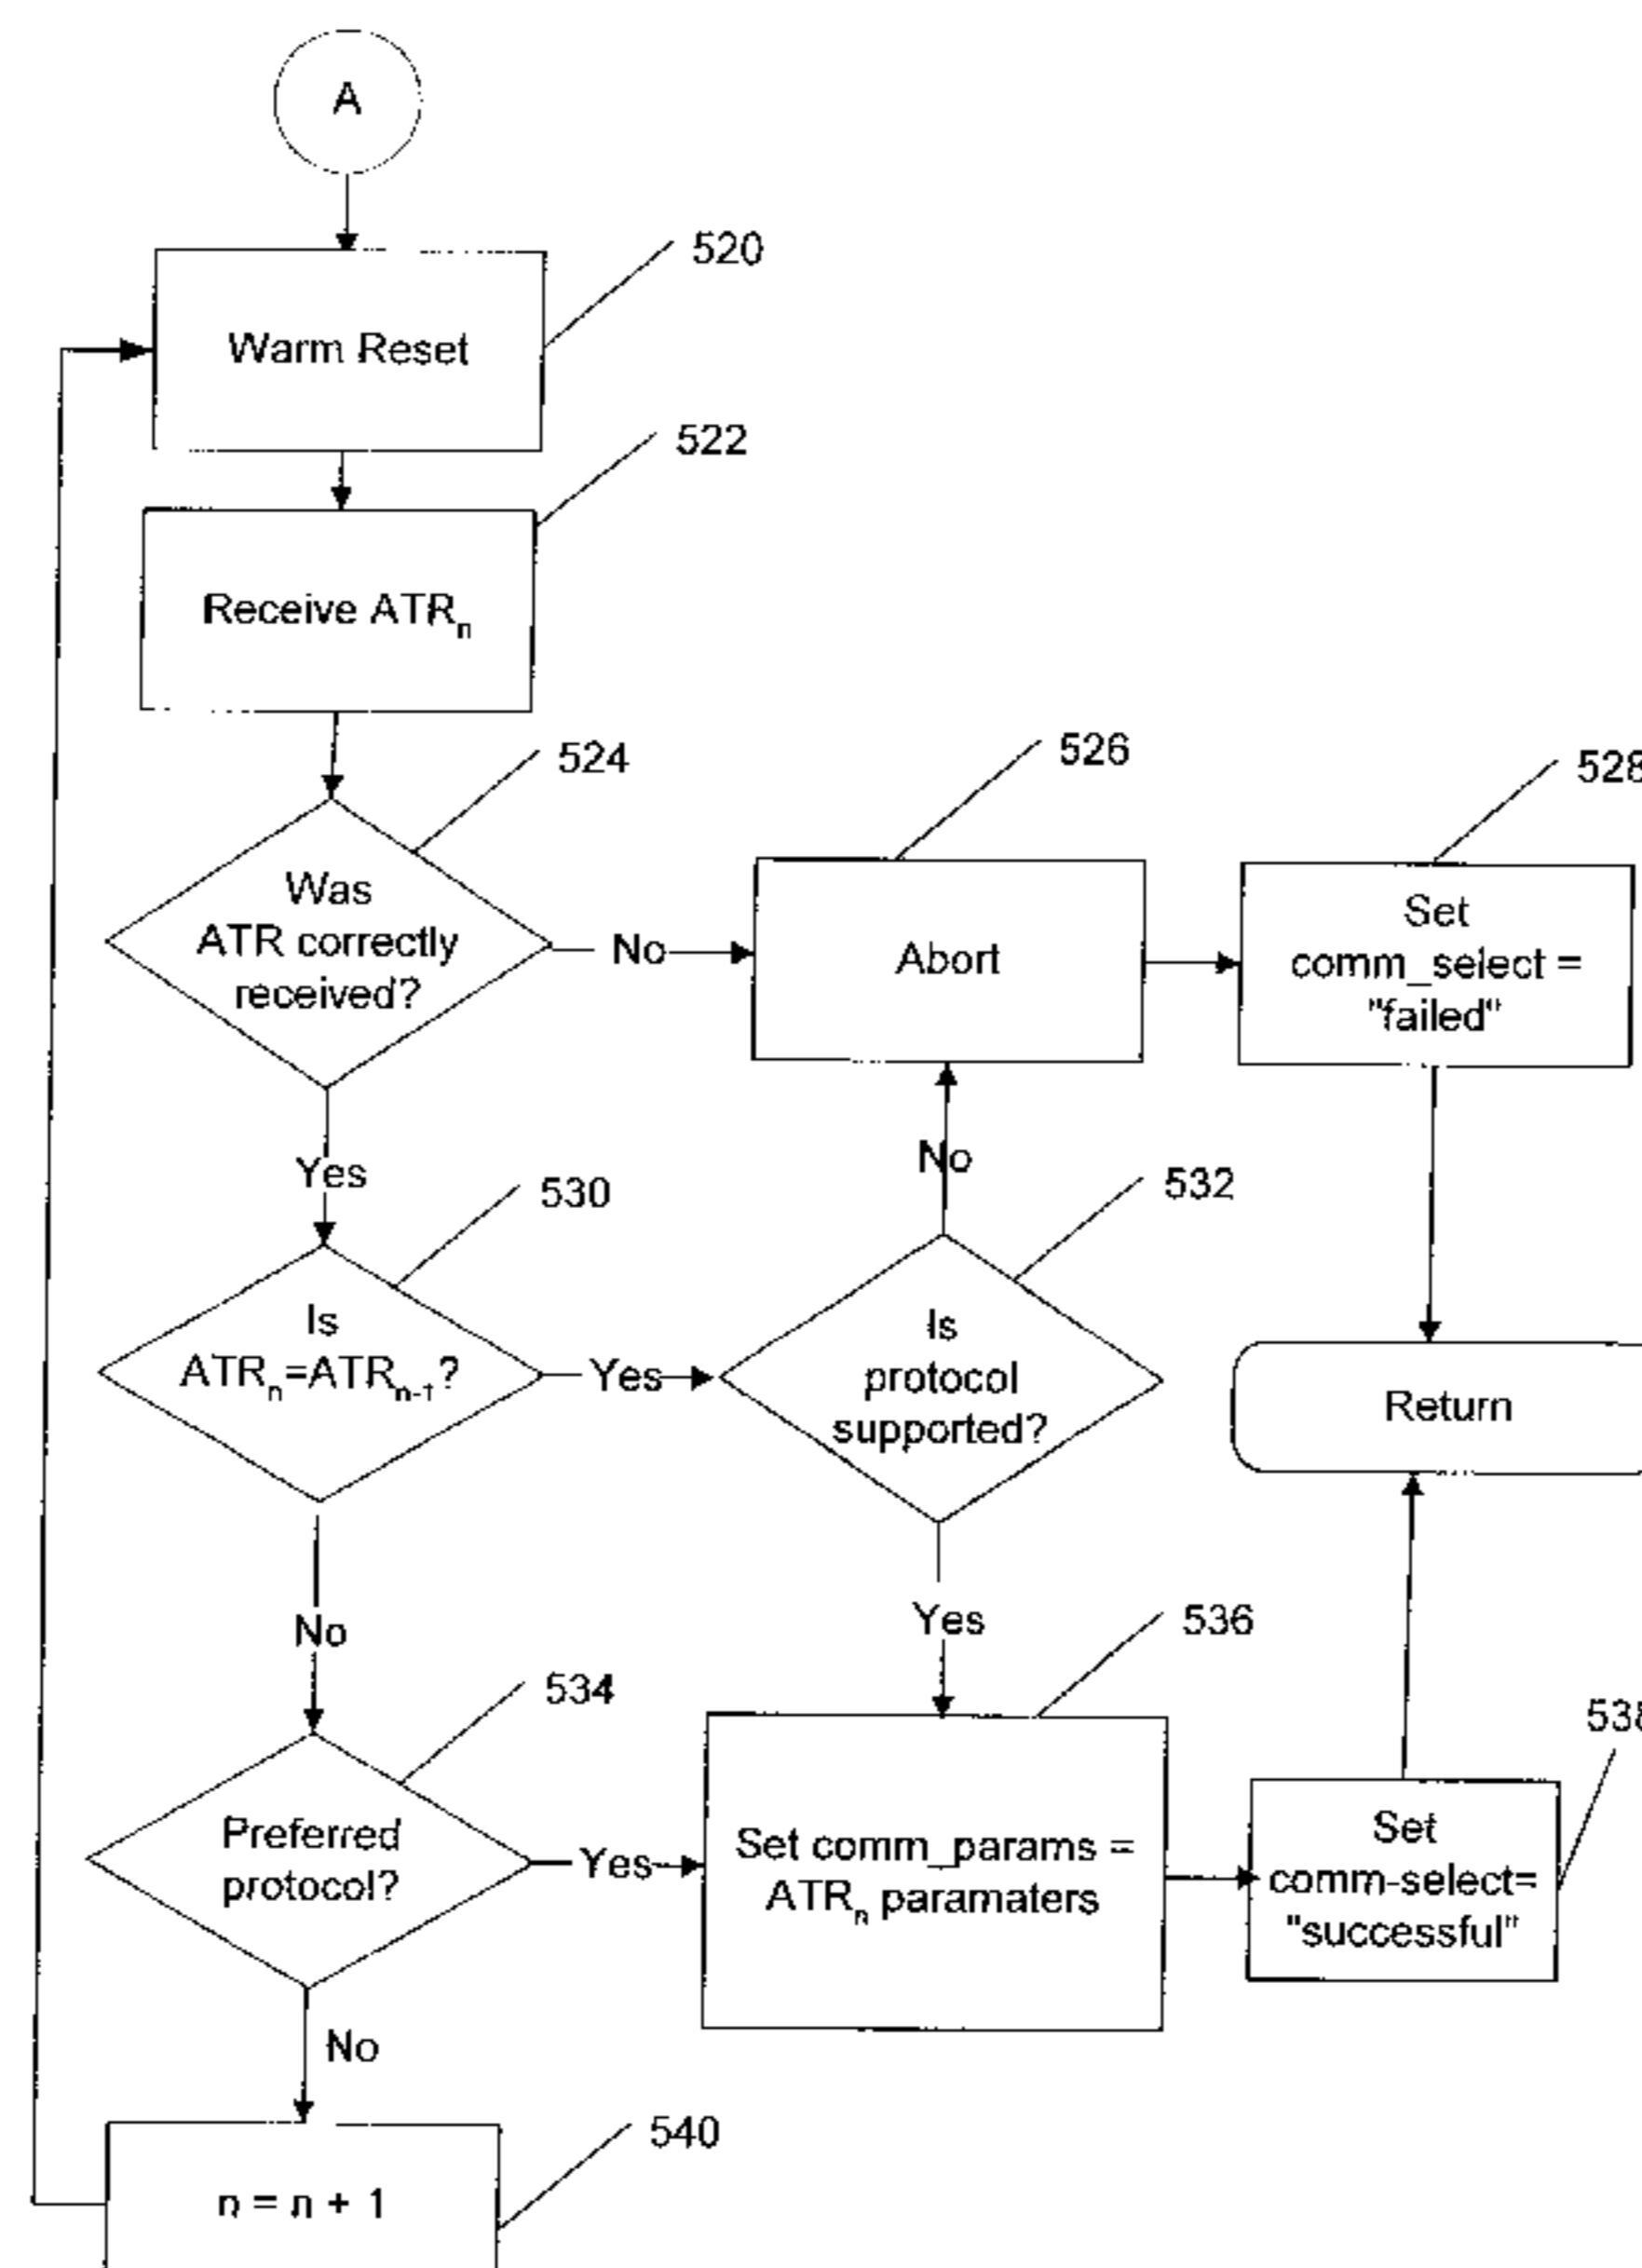 A
520
Warm Reset
522
Receive ATRn
524
526
528
Was
ATR correctly
received?
No
Abort
Set
comm_select =
"failed"
Yes
No
530
532
Is
ATRn=ATRn-1?
Yes
Is
protocol
supported?
Return
No
Yes
534
536
538
Preferred
protocol?
Yes
Set comm_params =
ATRn paramaters
Set
comm-select=
"successful"
No
540
n = n + 1